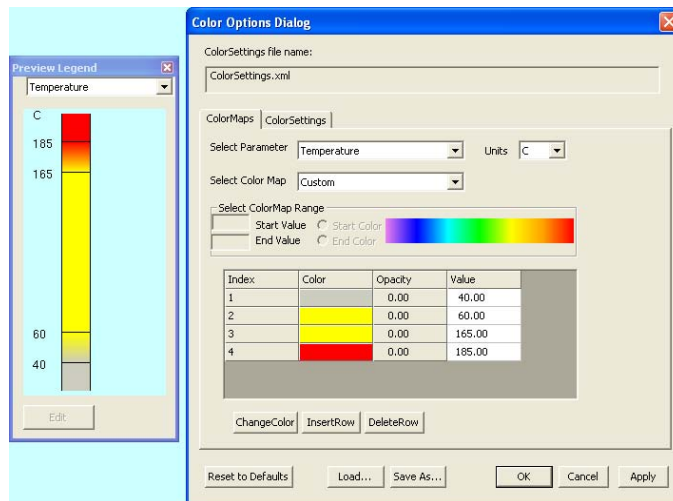 Color Options Dialog
ColorSettings file name:
ColorSettings.xml
Preview Legend
Temperature
C
185
165
60
40
Edit
ColorMaps ColorSettings
Select Parameter Temperature Units C
Select Color Map Custom
Select ColorMap Range
Start Value Start Color
End Value End Color
Index Color Opacity Value
1 0.00 40.00
2 0.00 60.00
3 0.00 165.00
4 0.00 185.00
ChangeColor InsertRow DeleteRow
Reset to Defaults Load... Save As... OK Cancel Apply